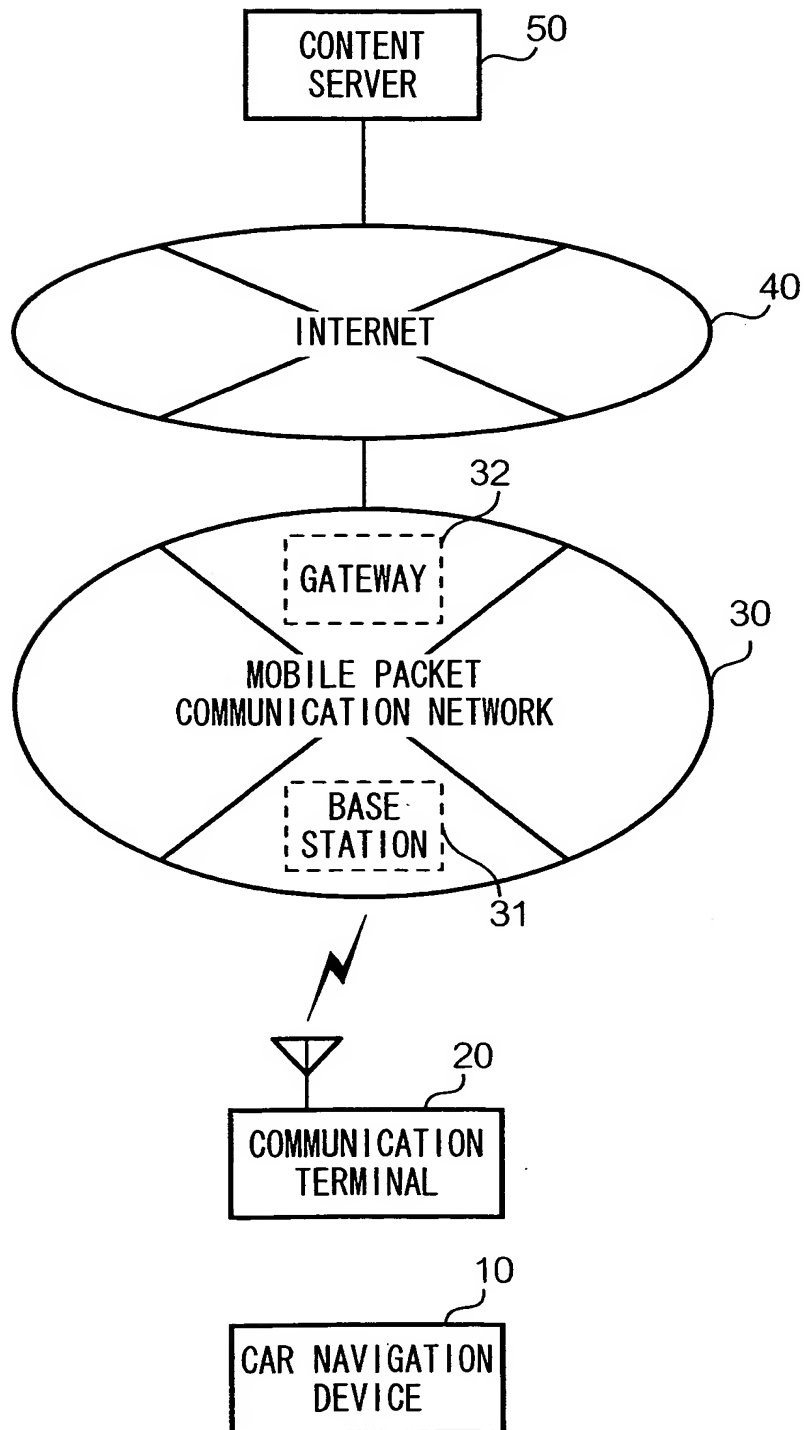 50
CONTENT
SERVER
40
INTERNET
32
GATEWAY
30
MOBILE PACKET
COMMUNICATION NETWORK
BASE
STATION
31
20
COMMUNICATION
TERMINAL
10
CAR NAVIGATION
DEVICE